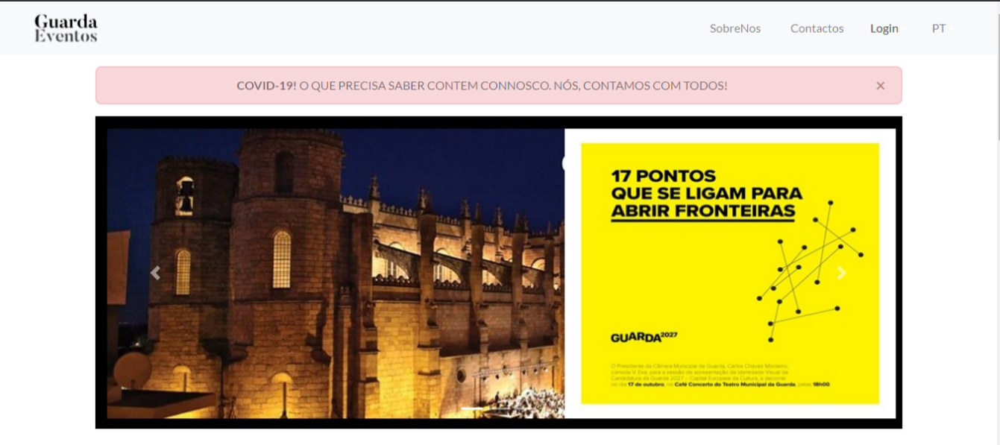 Guarda
Eventos
SobreNos
Contactos
Login
PT
COVID-19! O QUE PRECISA SABER CONTEM CONNOSCO. NÓS, CONTAMOS COM TODOS!
×
17 PONTOS
QUE SE LIGAM PARA
ABRIR FRONTEIRAS
GUARDA2027
O Presidente da Câmara Municipal da Guarda, Carlos Chaves Monteiro,
convida V. Exa. para a sessão de apresentação da Identidade Visual da
Candidatura da Guarda 2027 – Capital Europeia da Cultura, a decorrer
no dia 17 de outubro, no Café Concerto do Teatro Municipal da Guarda, pelas 18h00.